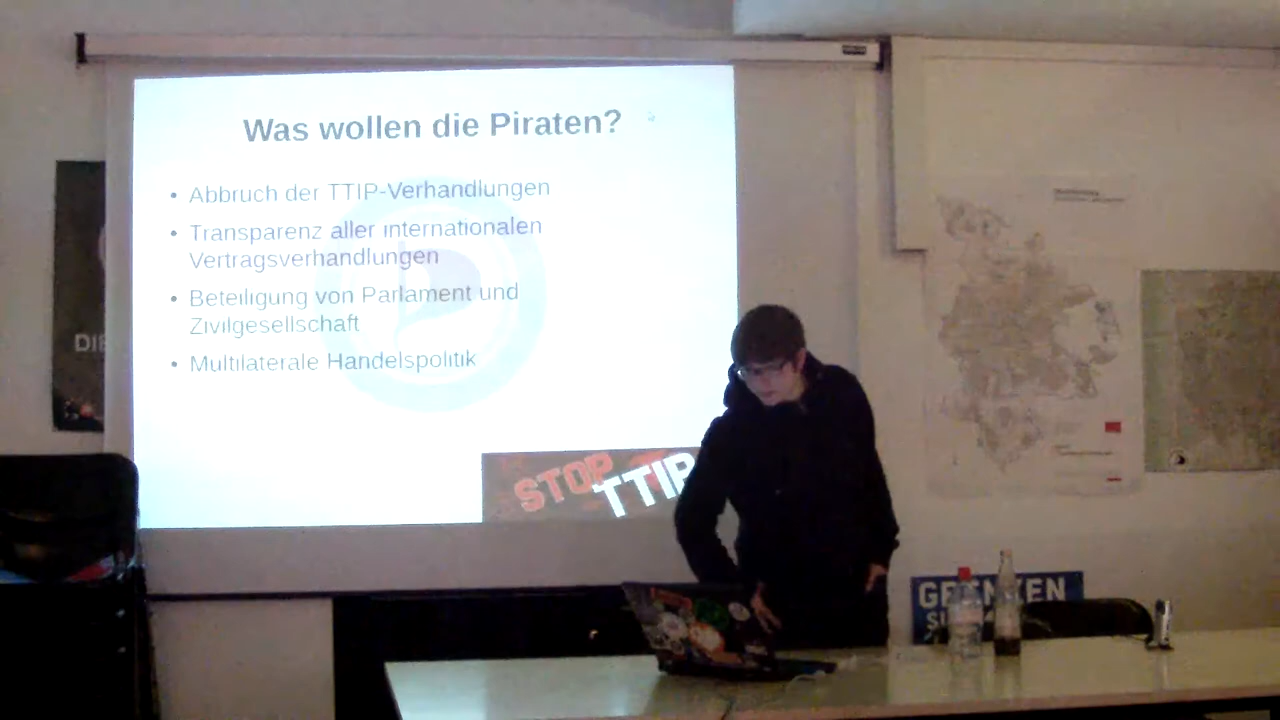 Was wollen die Piraten?
• Abbruch der TTIP-Verhandlungen
• Transparenz aller internationalen
Vertragsverhandlungen
• Beteiligung von Parlament und
Zivilgesellschaft
• Multilaterale Handelspolitik
STOP
TTIP
DIE